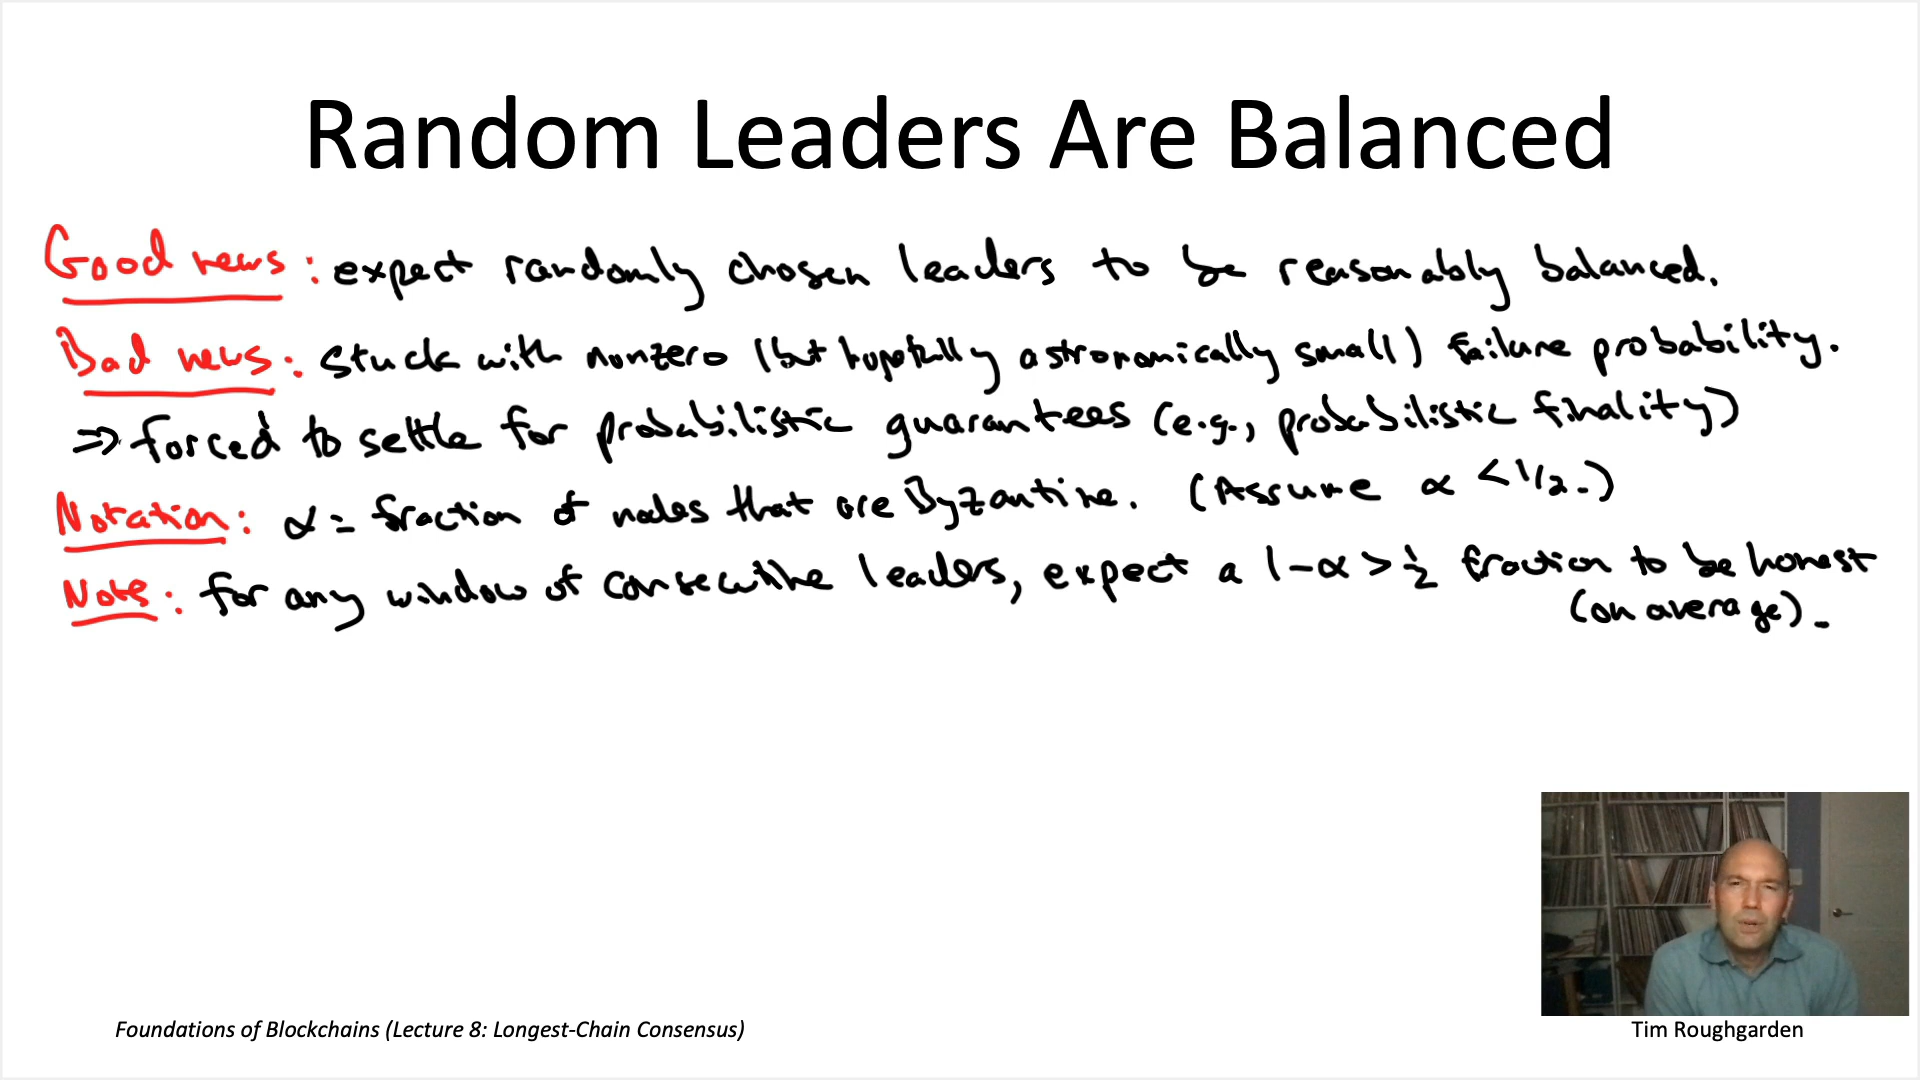 Random Leaders Are Balanced
Good news: expect randomly chosen leaders to be reasonably balanced.
Bad news: stuck with nonzero (but hopefully astronomically small) failure probability.
⇒ forced to settle for probabilistic guarantees (e.g., probabilistic finality)
Notation: α = fraction of nodes that are Byzantine. (Assume α < 1/2.)
Note: for any window of consecutive leaders, expect a 1-α > 1/2 fraction to be honest
(on average).
Foundations of Blockchains (Lecture 8: Longest-Chain Consensus)
Tim Roughgarden